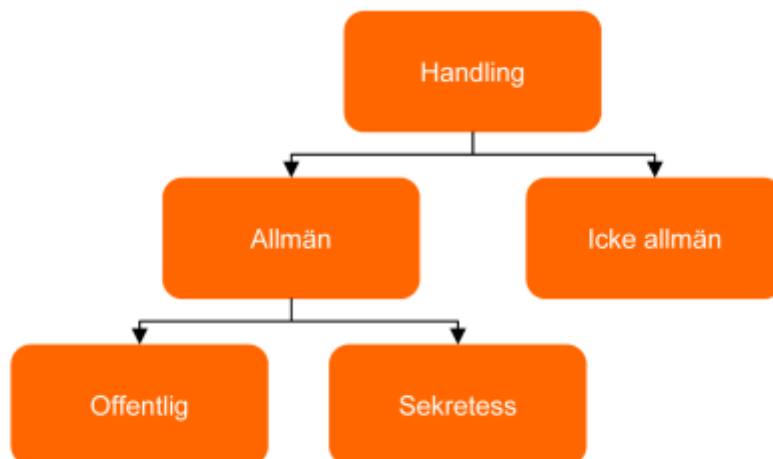 Handling
Allmän
Icke allmän
Offentlig
Sekretess